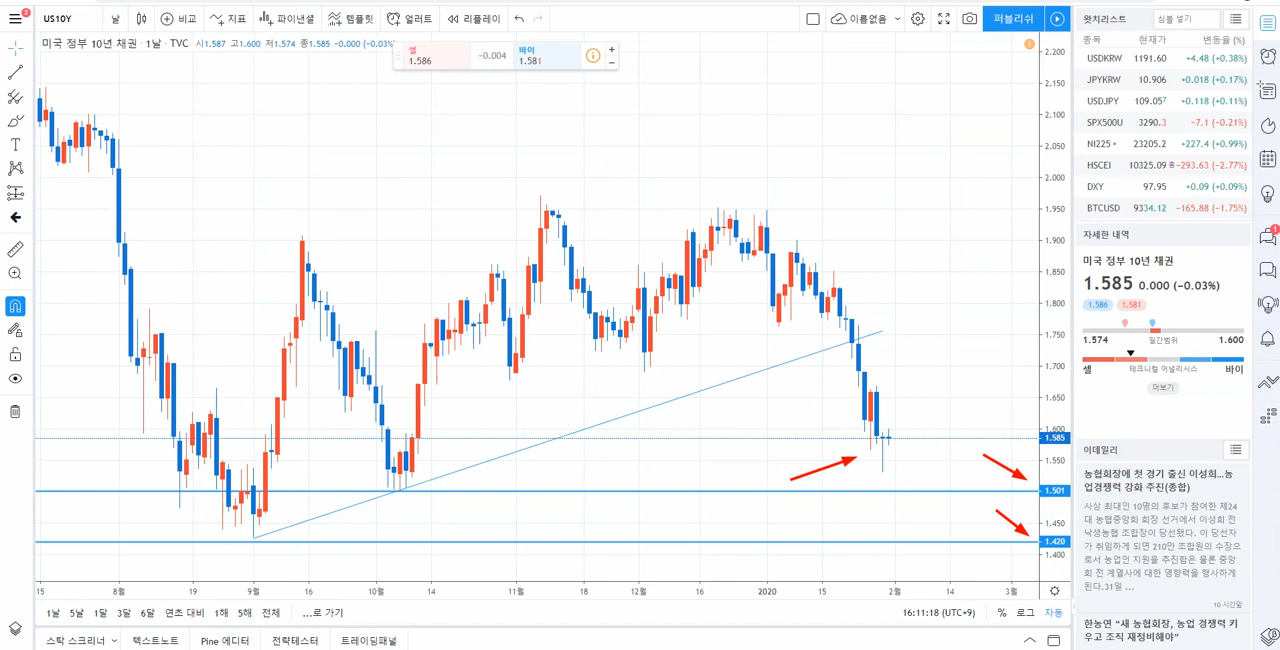 2
US10Y
날
비교
지표
파이낸셜
템플릿
얼러트
리플레이
이름없음
퍼블리쉬
미국 정부 10년 채권 · 1날 · TVC 시1.587 고1.600 저1.574 종1.585 −0.000 (−0.03%)
셀
1.586
−0.004
바이
1.581
2.200
2.150
2.100
2.050
2.000
1.950
1.900
1.850
1.800
1.750
1.700
1.650
1.600
1.585
1.550
1.501
1.450
1.420
1.400
15
8월
19
9월
16
10월
14
11월
18
12월
16
2020
15
2월
14
3월
1날 5날 1달 3달 6달 연초 대비 1해 5해 전체 ...로 가기
16:11:18 (UTC+9) % 로그 자동
스탁 스크리너 텍스트노트 Pine 에디터 전략테스터 트레이딩패널
왓치리스트
심볼 넣기
종목 현재가 변동율 (%)
USDKRW 1191.60 +4.48 (+0.38%)
JPYKRW 10.906 +0.018 (+0.17%)
USDJPY 109.057 +0.118 (+0.11%)
SPX500U 3290.3 −7.1 (−0.21%)
NI225 23205.2 +227.4 (+0.99%)
HSCEI 10325.09 −293.63 (−2.77%)
DXY 97.95 +0.09 (+0.09%)
BTCUSD 9334.12 −165.88 (−1.75%)
자세한 내역
미국 정부 10년 채권
1.585 0.000 (−0.03%)
1.586 1.581
1.574 일간범위 1.600
셀 테크니컬 어널리시스 바이
더보기
1
이데일리
농협회장에 첫 경기 출신 이성희...농
업경쟁력 강화 추진(종합)
사상 최대인 10명의 후보가 참여한 제24
대 농협중앙회 회장 선거에서 이성희 전
낙생농협 조합장이 당선됐다. 이 당선자
가 취임하게 되면 210만 조합원의 수장으
로서 농업인 지원을 추진함은 물론 중앙
회 전 계열사에 대한 영향력을 행사하게
된다.31일 ...
10 시간앞
한농연 “새 농협회장, 농업 경쟁력 키
우고 조직 재정비해야”